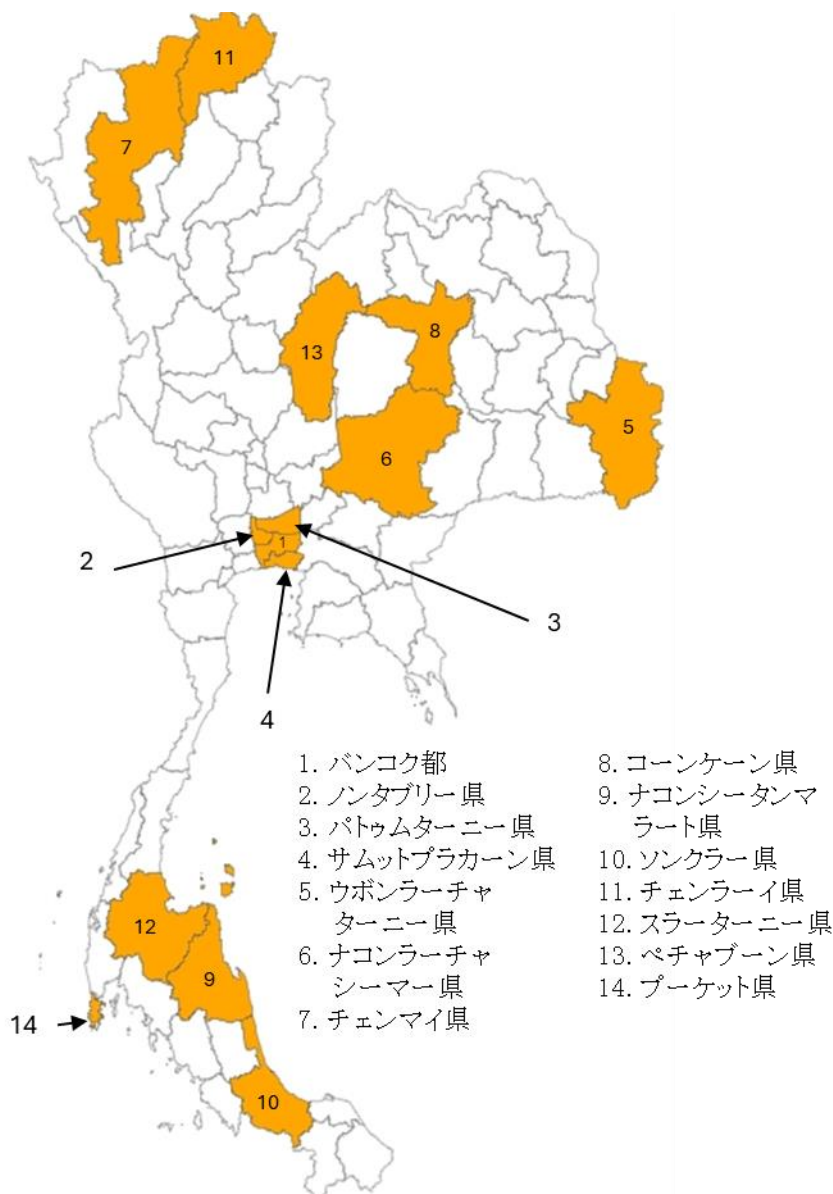 11
7
8
13
5
6
1
2
3
4
1. バンコク都
2. ノンタブリー県
3. パトゥムターニー県
4. サムットプラカーン県
5. ウボンラーチャ
ターニー県
6. ナコンラーチャ
シーマー県
7. チェンマイ県
8. コーンケーン県
9. ナコンシータンマ
ラート県
10. ソンクラー県
11. チェンラーイ県
12. スラーターニー県
13. ペチャブーン県
14. プーケット県
12
9
14
10